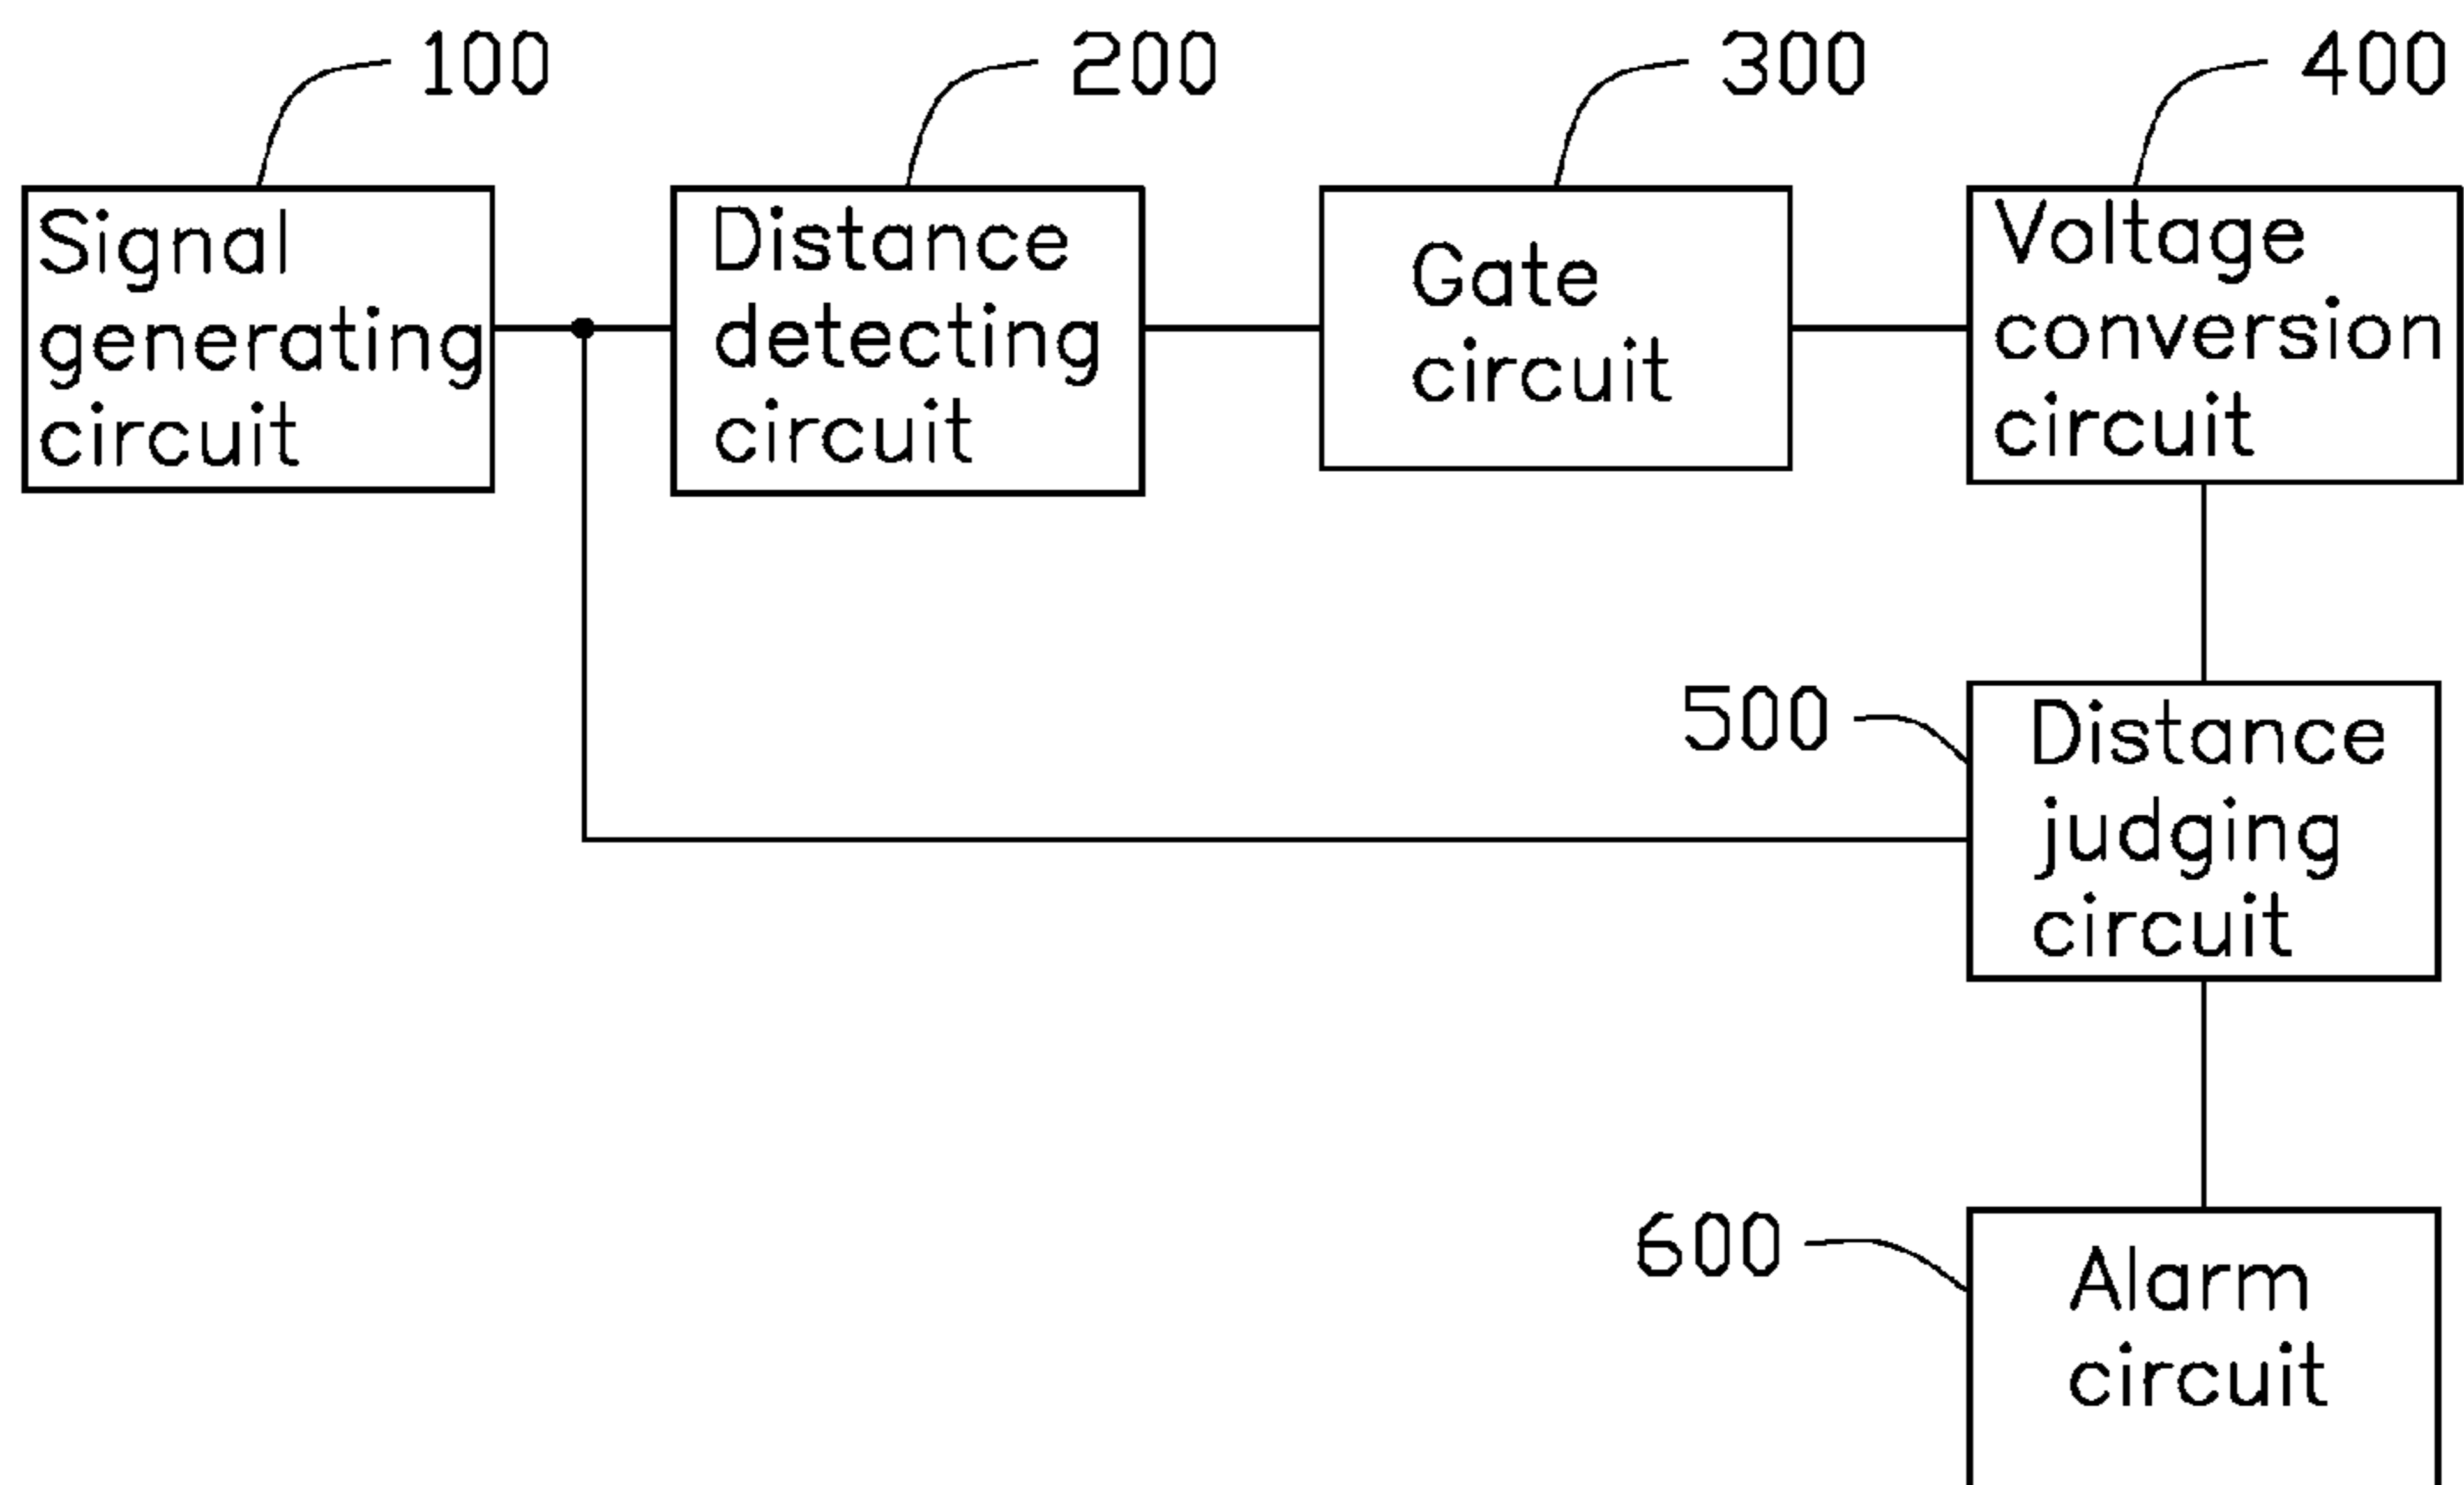 100
200
300
400
Signal
generating
circuit
Distance
detecting
circuit
Gate
circuit
Voltage
conversion
circuit
500
Distance
judging
circuit
600
Alarm
circuit